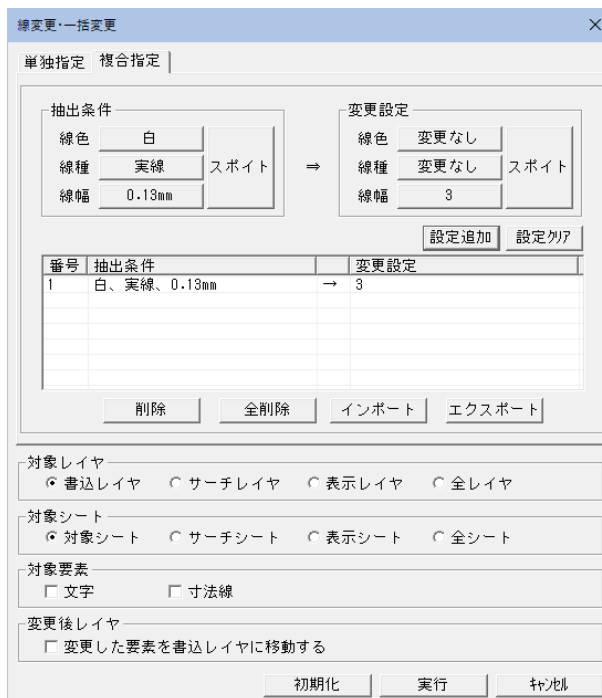 線変更・一括変更
単独指定 複合指定
抽出条件 変更設定
線色 白 線色 変更なし
線種 実線 スポイト ⇒ 線種 変更なし スポイト
線幅 0.13mm 線幅 3
設定追加 設定クリア
番号 抽出条件 変更設定
1 白、実線、0.13mm → 3
削除 全削除 インポート エクスポート
対象レイヤ
書込レイヤ サーチレイヤ 表示レイヤ 全レイヤ
対象シート
対象シート サーチシート 表示シート 全シート
対象要素
文字 寸法線
変更後レイヤ
変更した要素を書込レイヤに移動する
初期化 実行 キャンセル